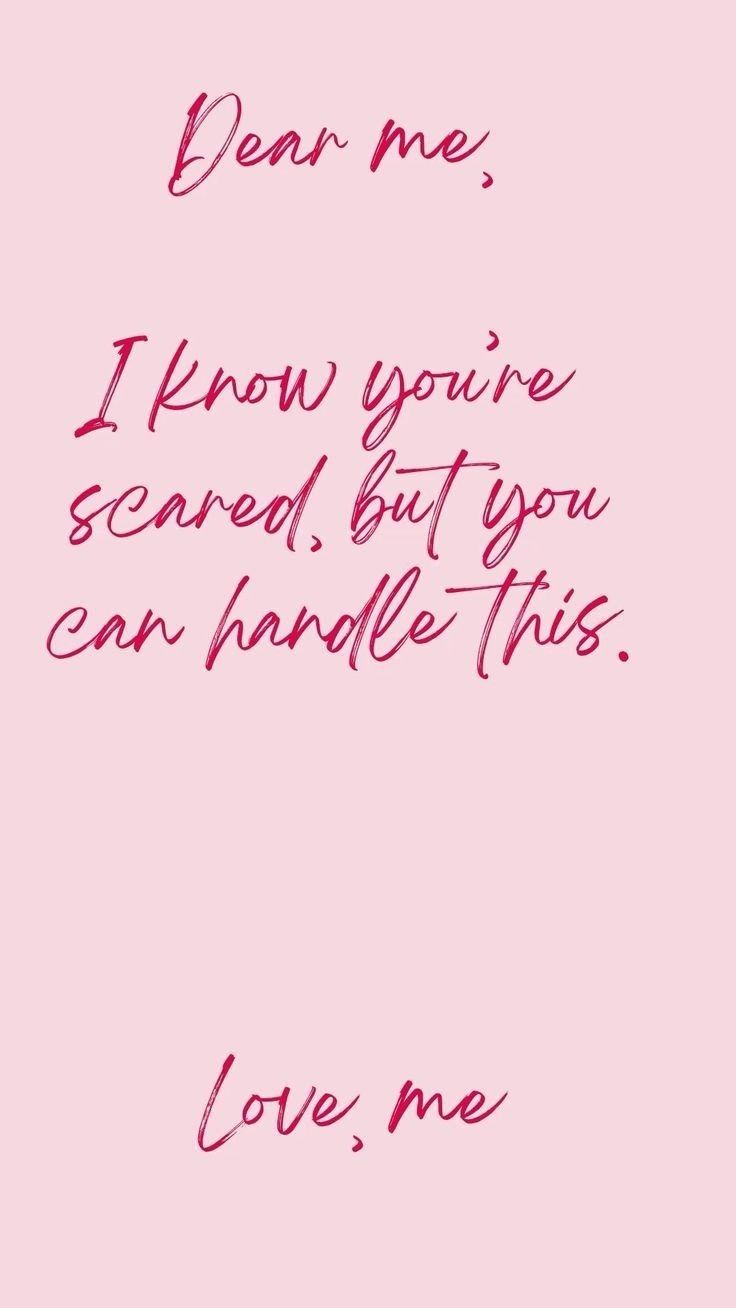 Dear me,
I know you're
scared, but you
can handle this.
Love, me